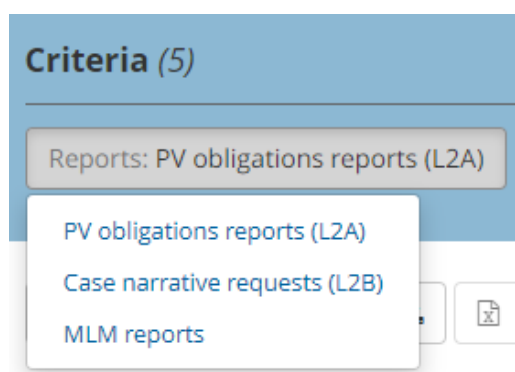 Criteria (5)
Reports: PV obligations reports (L2A)
PV obligations reports (L2A)
Case narrative requests (L2B)
MLM reports